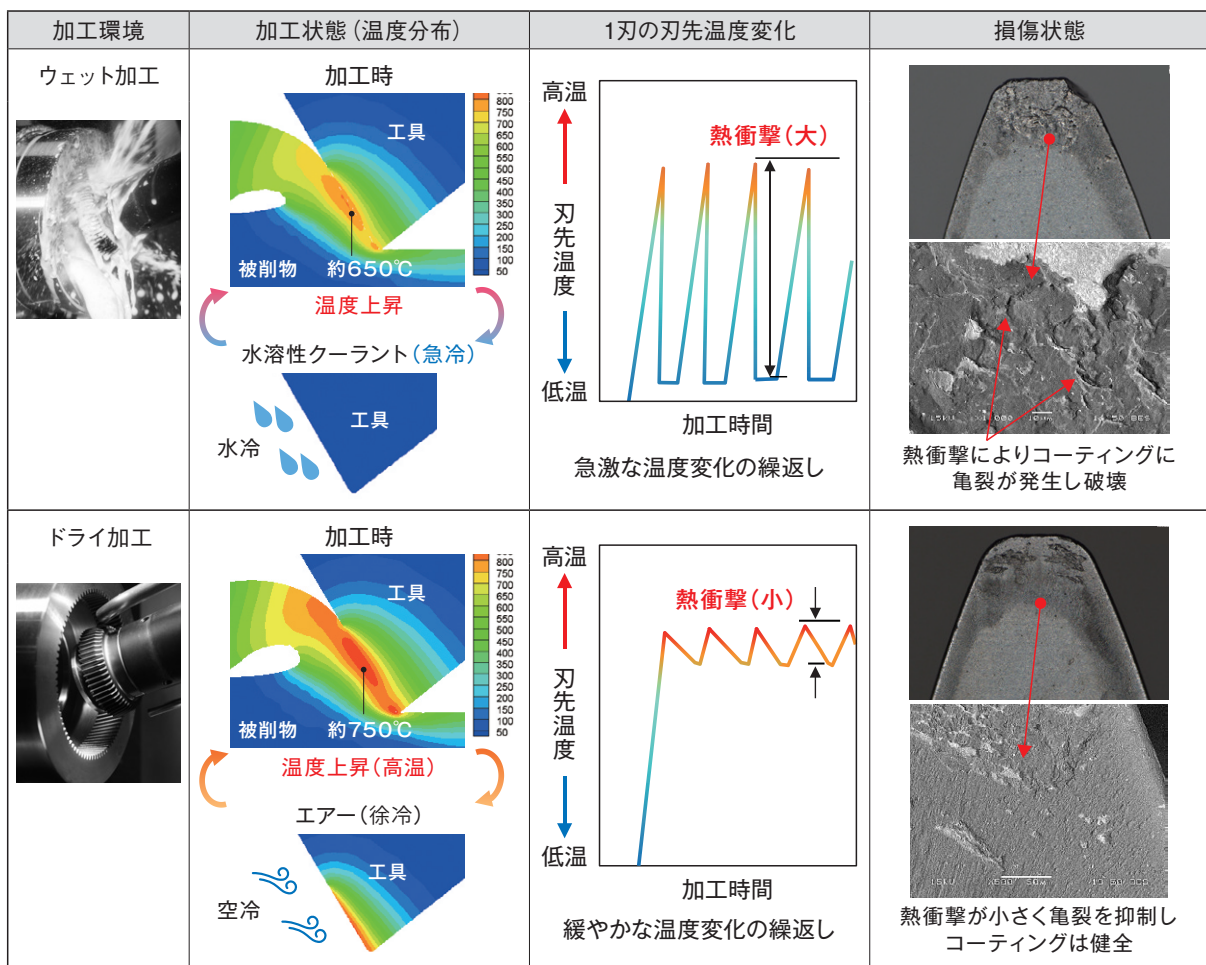 加工環境
加工状態（温度分布）
1刃の刃先温度変化
損傷状態
ウェット加工
加工時
工具
800
750
700
650
600
550
500
450
400
350
300
250
200
150
100
50
被削物 約650℃
温度上昇
水溶性クーラント（急冷）
工具
水冷
高温
刃先温度
低温
熱衝撃（大）
加工時間
急激な温度変化の繰返し
熱衝撃によりコーティングに
亀裂が発生し破壊
ドライ加工
加工時
工具
800
750
700
650
600
550
500
450
400
350
300
250
200
150
100
50
被削物 約750℃
温度上昇（高温）
エアー（徐冷）
工具
空冷
高温
刃先温度
低温
熱衝撃（小）
加工時間
緩やかな温度変化の繰返し
熱衝撃が小さく亀裂を抑制し
コーティングは健全